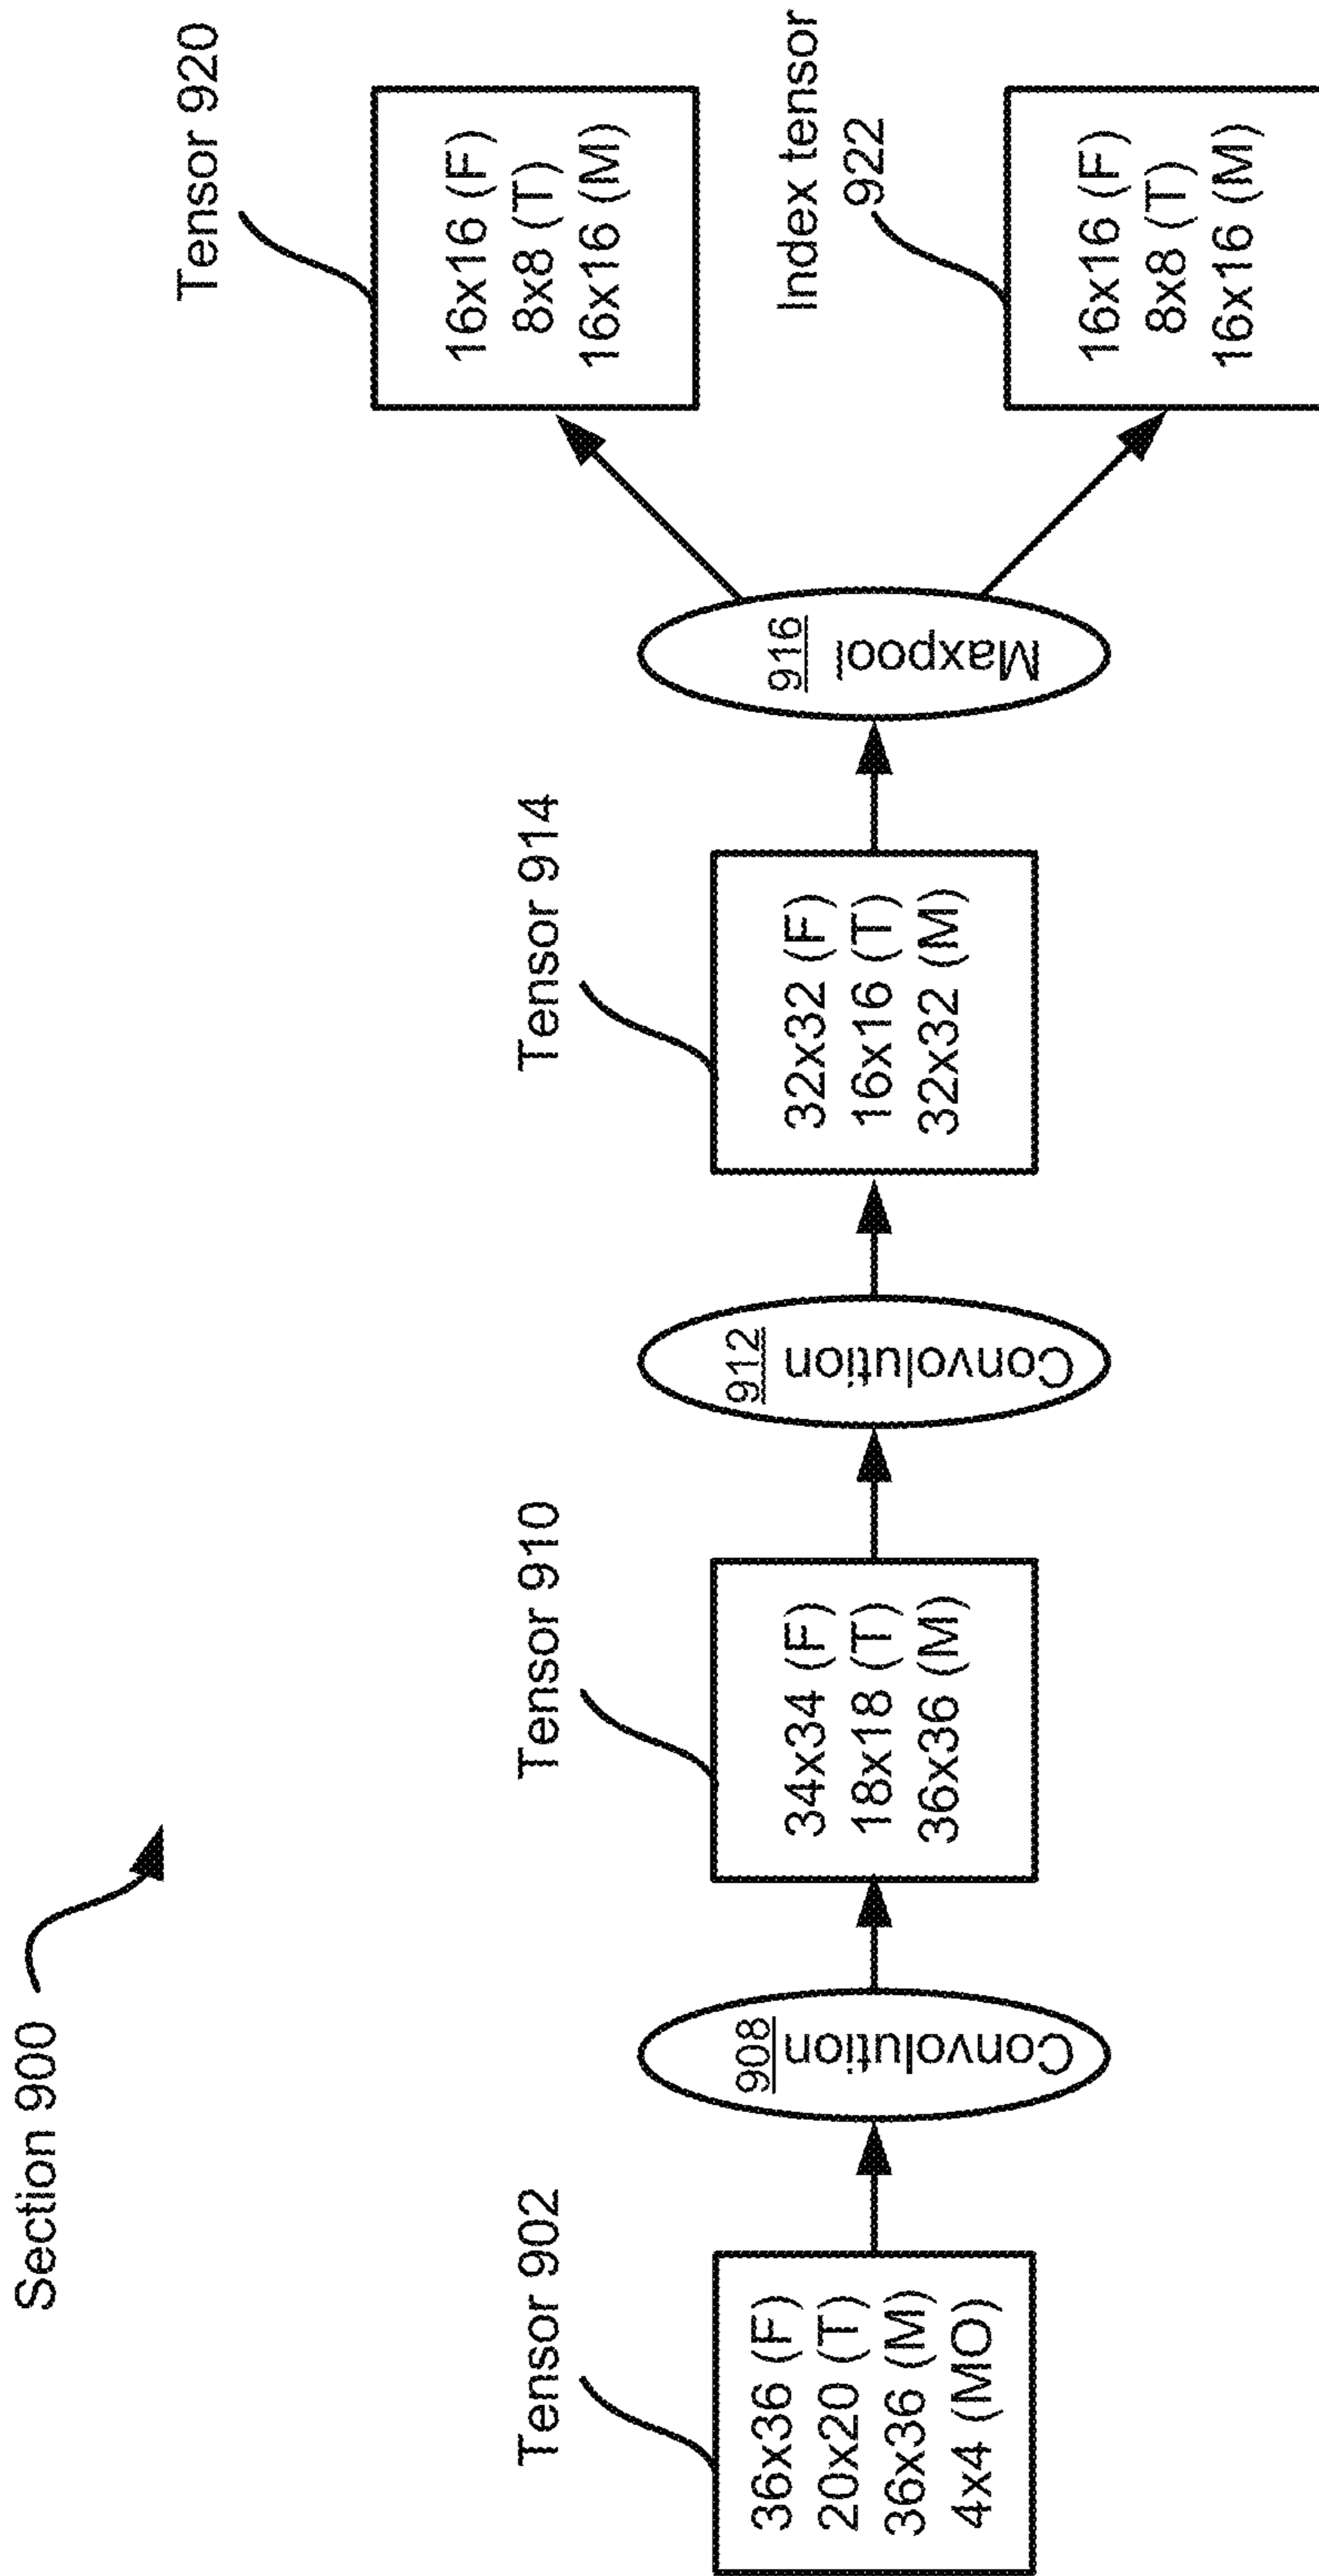 Section 900
Tensor 902
36x36 (F)
20x20 (T)
36x36 (M)
4x4 (MO)
908
Convolution
Tensor 910
34x34 (F)
18x18 (T)
36x36 (M)
912
Convolution
Tensor 914
32x32 (F)
16x16 (T)
32x32 (M)
916
Maxpool
Tensor 920
16x16 (F)
8x8 (T)
16x16 (M)
Index tensor
922
16x16 (F)
8x8 (T)
16x16 (M)